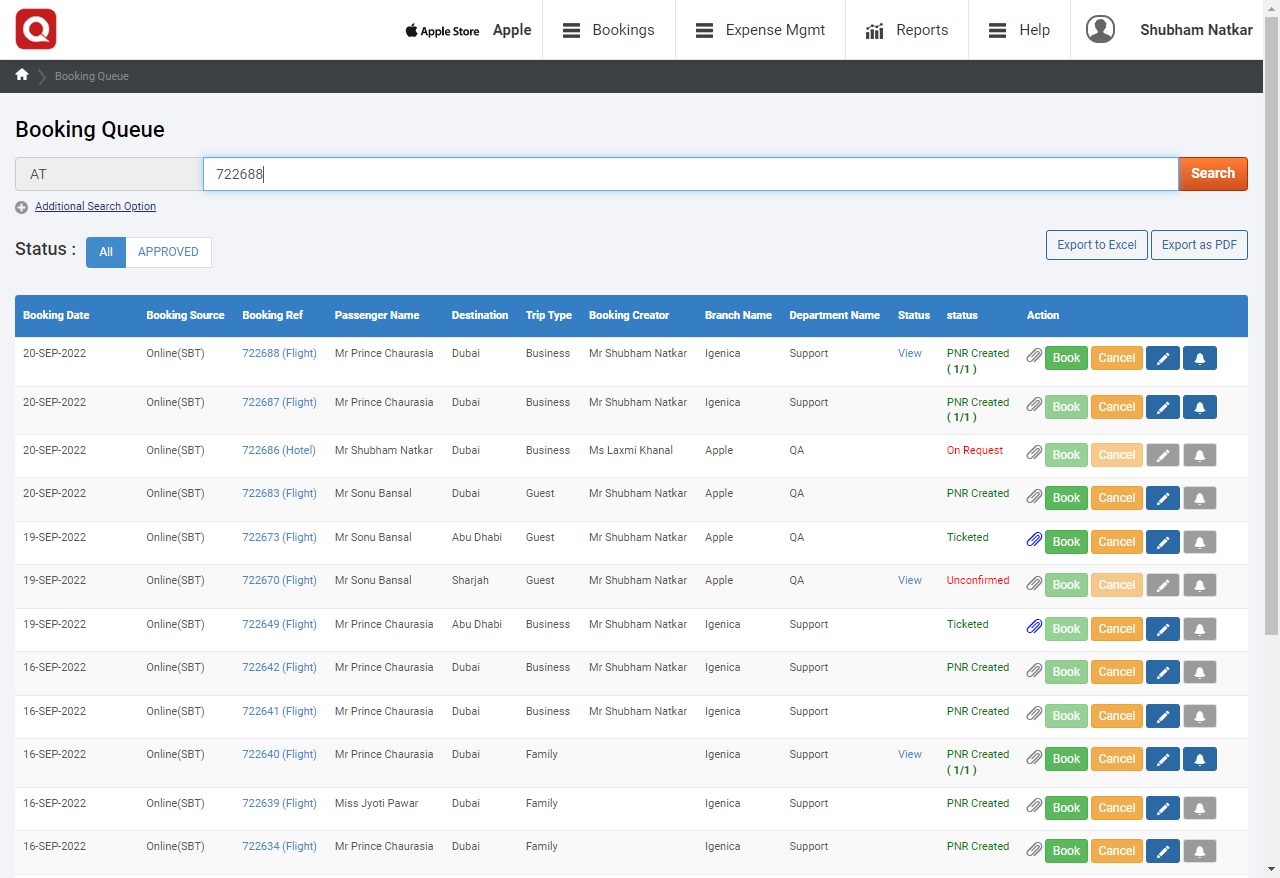 Apple Store Apple Bookings Expense Mgmt Reports Help Shubham Natkar
Booking Queue
Booking Queue
AT 722688 Search
Additional Search Option
Status : All APPROVED Export to Excel Export as PDF
Booking Date Booking Source Booking Ref Passenger Name Destination Trip Type Booking Creator Branch Name Department Name Status status Action
20-SEP-2022 Online(SBT) 722688 (Flight) Mr Prince Chaurasia Dubai Business Mr Shubham Natkar Igenica Support View PNR Created Book Cancel
( 1/1 )
20-SEP-2022 Online(SBT) 722687 (Flight) Mr Prince Chaurasia Dubai Business Mr Shubham Natkar Igenica Support PNR Created Book Cancel
( 1/1 )
20-SEP-2022 Online(SBT) 722686 (Hotel) Mr Shubham Natkar Dubai Business Ms Laxmi Khanal Apple QA On Request Book Cancel
20-SEP-2022 Online(SBT) 722683 (Flight) Mr Sonu Bansal Dubai Guest Mr Shubham Natkar Apple QA PNR Created Book Cancel
19-SEP-2022 Online(SBT) 722673 (Flight) Mr Sonu Bansal Abu Dhabi Guest Mr Shubham Natkar Apple QA Ticketed Book Cancel
19-SEP-2022 Online(SBT) 722670 (Flight) Mr Sonu Bansal Sharjah Guest Mr Shubham Natkar Apple QA View Unconfirmed Book Cancel
19-SEP-2022 Online(SBT) 722649 (Flight) Mr Prince Chaurasia Abu Dhabi Business Mr Shubham Natkar Igenica Support Ticketed Book Cancel
16-SEP-2022 Online(SBT) 722642 (Flight) Mr Prince Chaurasia Dubai Business Mr Shubham Natkar Igenica Support PNR Created Book Cancel
16-SEP-2022 Online(SBT) 722641 (Flight) Mr Prince Chaurasia Dubai Business Mr Shubham Natkar Igenica Support PNR Created Book Cancel
16-SEP-2022 Online(SBT) 722640 (Flight) Mr Prince Chaurasia Dubai Family Igenica Support View PNR Created Book Cancel
( 1/1 )
16-SEP-2022 Online(SBT) 722639 (Flight) Miss Jyoti Pawar Dubai Family Igenica Support PNR Created Book Cancel
16-SEP-2022 Online(SBT) 722634 (Flight) Mr Prince Chaurasia Dubai Family Igenica Support PNR Created Book Cancel